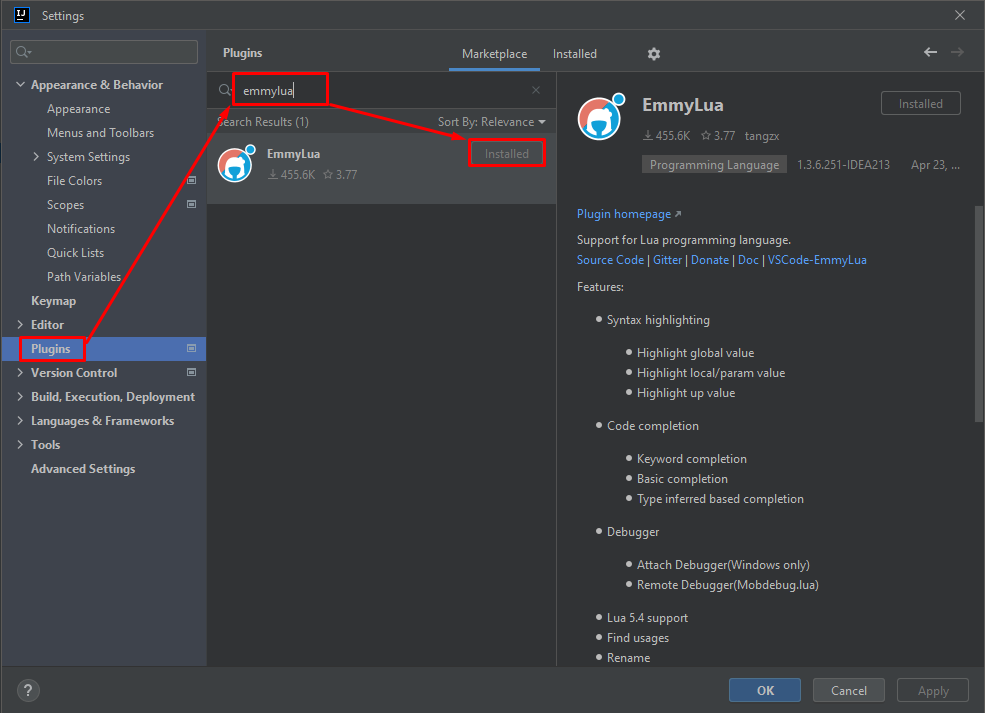 IJ
Settings
Appearance & Behavior
Appearance
Menus and Toolbars
System Settings
File Colors
Scopes
Notifications
Quick Lists
Path Variables
Keymap
Editor
Plugins
Version Control
Build, Execution, Deployment
Languages & Frameworks
Tools
Advanced Settings
?
Plugins
Marketplace
Installed
emmylua
Search Results (1)
Sort By: Relevance
EmmyLua
Installed
455.6K 3.77
EmmyLua
Installed
455.6K 3.77 tangzx
Programming Language 1.3.6.251-IDEA213 Apr 23, ...
Plugin homepage
Support for Lua programming language.
Source Code | Gitter | Donate | Doc | VSCode-EmmyLua
Features:
Syntax highlighting
Highlight global value
Highlight local/param value
Highlight up value
Code completion
Keyword completion
Basic completion
Type inferred based completion
Debugger
Attach Debugger(Windows only)
Remote Debugger(Mobdebug.lua)
Lua 5.4 support
Find usages
Rename
OK
Cancel
Apply